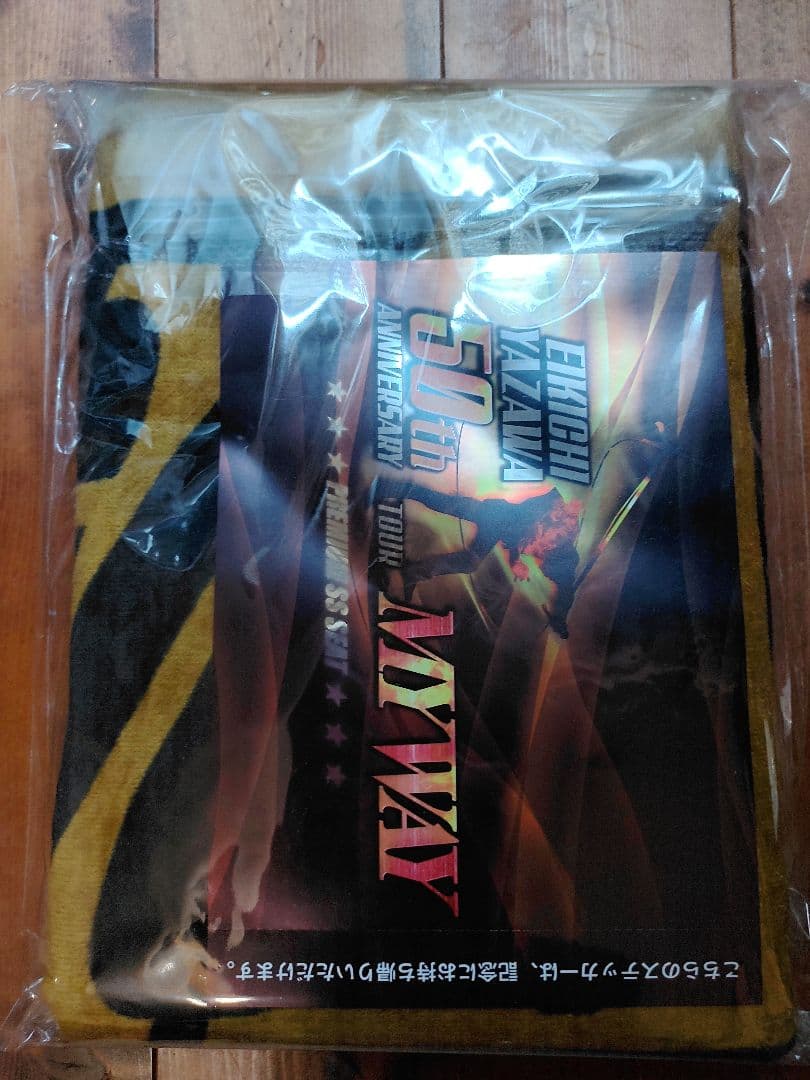 EIKICHI
YAZAWA
50th
ANNIVERSARY
TOUR
MY WAY
★★★ PREMIUM SS SEAT ★★★
こちらのステッカーは、記念にお持ち帰りいただけます。